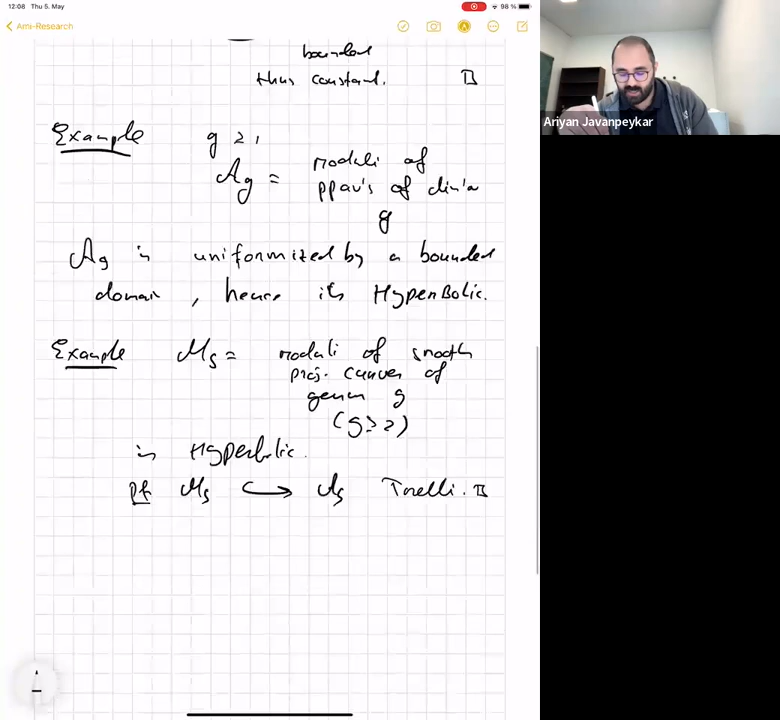 12:08 Thu 5. May
98 %
Ami-Research
Ariyan Javanpeykar
bounded
thus constant. □
Example g ≥ 1
A_g = moduli of
ppav's of dim'n
g
A_g is uniformized by a bounded
domain, hence its Hyperbolic.
Example M_g = moduli of smooth
proj. curves of
genus g
(g ≥ 2)
is Hyperbolic.
Pf M_g ↪ A_g Torelli. □